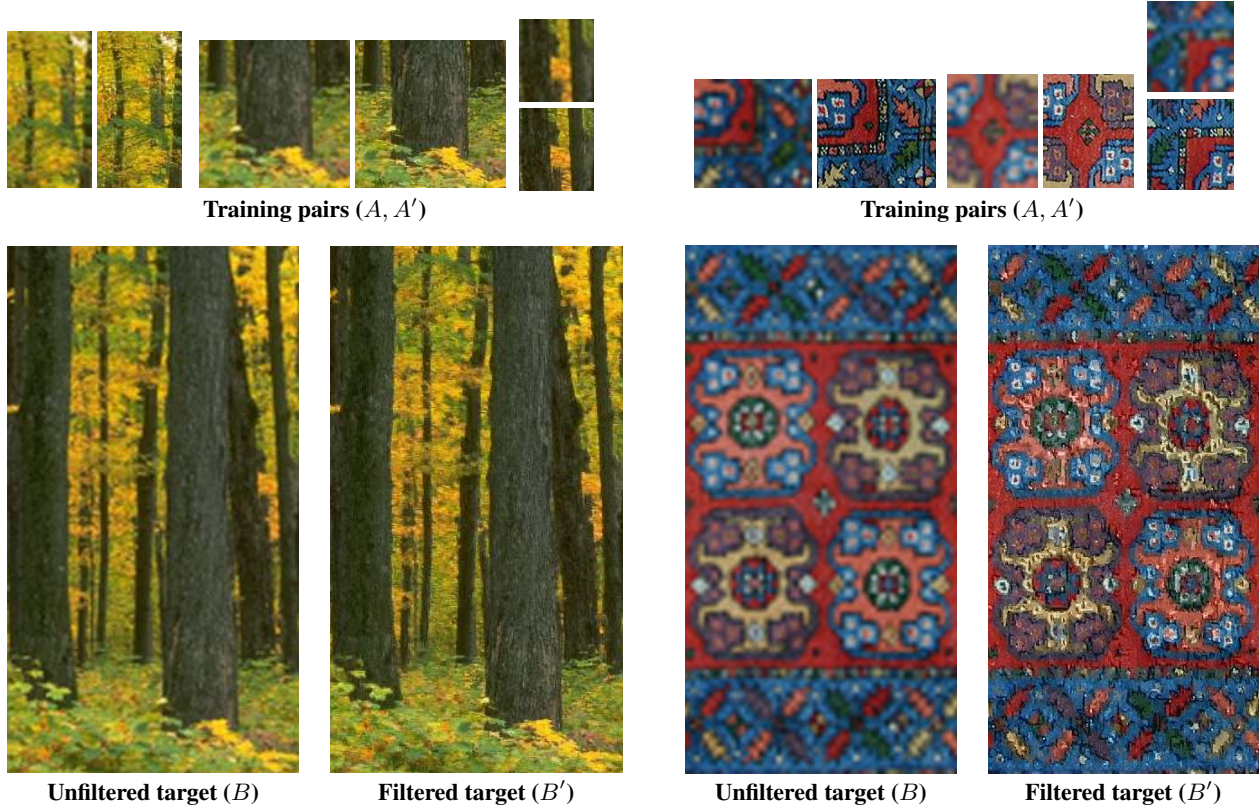 Training pairs (A, A′)
Training pairs (A, A′)
Unfiltered target (B)
Filtered target (B′)
Unfiltered target (B)
Filtered target (B′)